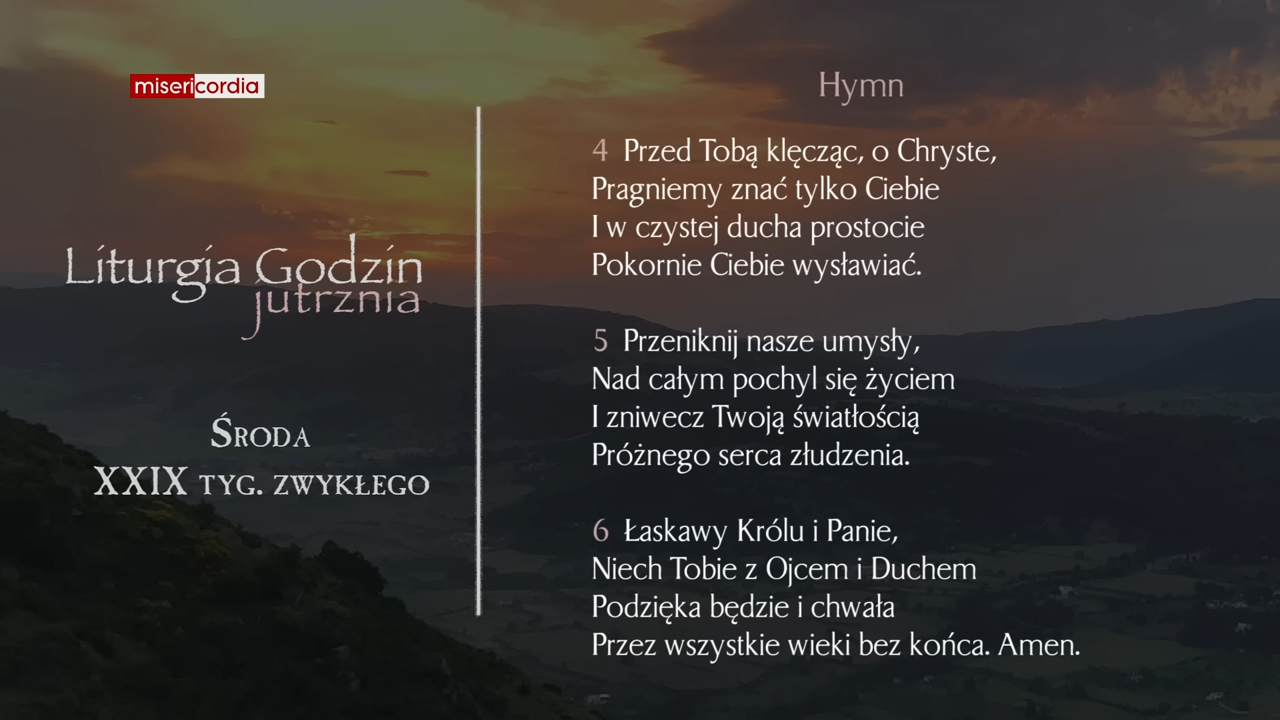 misericordia
Liturgia Godzin
jutrznia
Środa
XXIX tyg. zwykłego
Hymn
4 Przed Tobą klęcząc, o Chryste,
Pragniemy znać tylko Ciebie
I w czystej ducha prostocie
Pokornie Ciebie wysławiać.
5 Przeniknij nasze umysły,
Nad całym pochyl się życiem
I zniwecz Twoją światłością
Próżnego serca złudzenia.
6 Łaskawy Królu i Panie,
Niech Tobie z Ojcem i Duchem
Podzięka będzie i chwała
Przez wszystkie wieki bez końca. Amen.